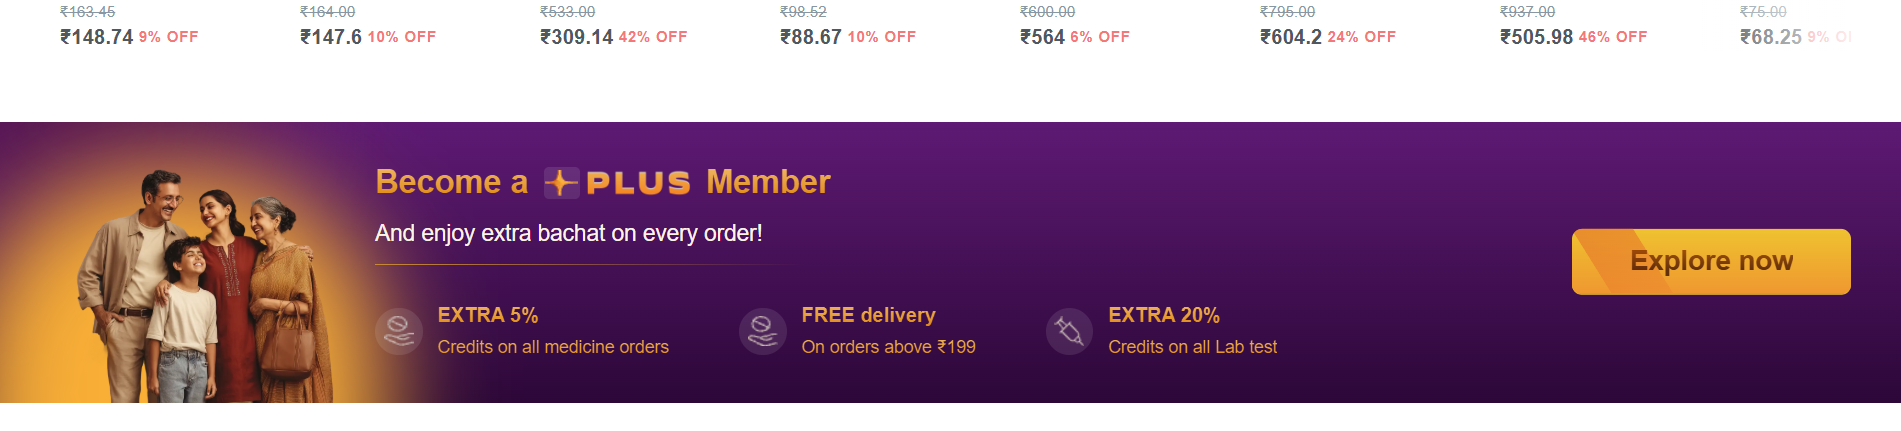 ₹163.45 ₹164.00 ₹533.00 ₹98.52 ₹600.00 ₹795.00 ₹937.00 ₹75.00
₹148.74 9% OFF ₹147.6 10% OFF ₹309.14 42% OFF ₹88.67 10% OFF ₹564 6% OFF ₹604.2 24% OFF ₹505.98 46% OFF ₹68.25 9%
Become a PLUS Member
And enjoy extra bachat on every order!
Explore now
EXTRA 5% FREE delivery EXTRA 20%
Credits on all medicine orders On orders above ₹199 Credits on all Lab test